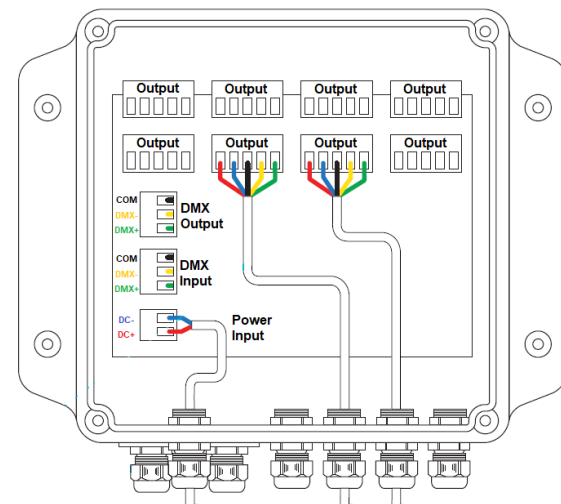 Output Output Output Output
Output Output Output Output
COM
DMX-
DMX+
DMX
Output
COM
DMX-
DMX+
DMX
Input
DC-
DC+
Power
Input